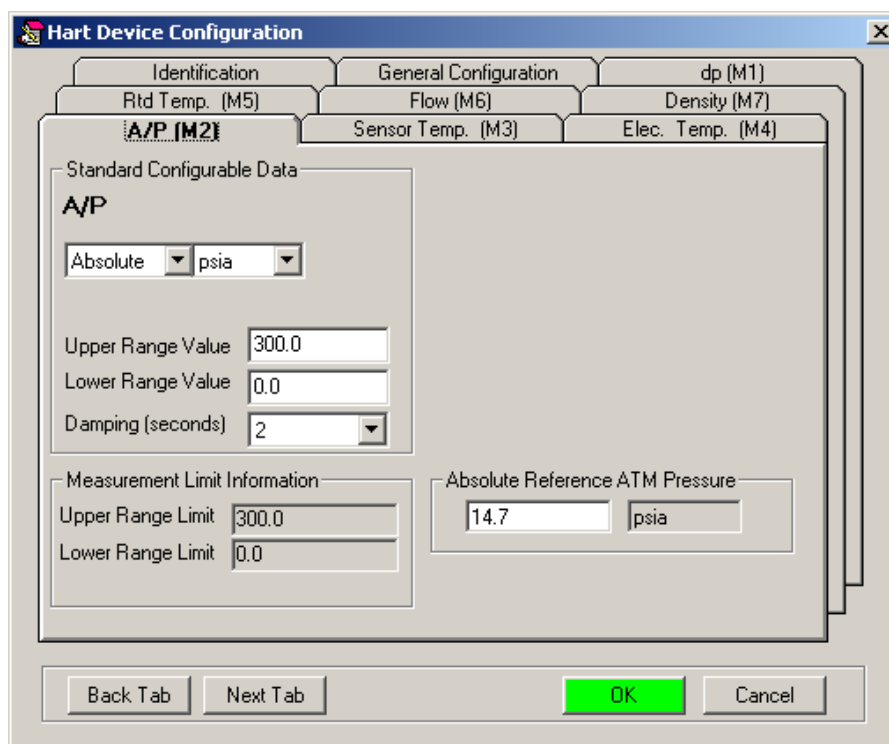 Hart Device Configuration
Identification General Configuration dp (M1)
Rtd Temp. (M5) Flow (M6) Density (M7)
A/P (M2) Sensor Temp. (M3) Elec. Temp. (M4)
Standard Configurable Data
A/P
Absolute psia
Upper Range Value 300.0
Lower Range Value 0.0
Damping (seconds) 2
Measurement Limit Information
Upper Range Limit 300.0
Lower Range Limit 0.0
Absolute Reference ATM Pressure
14.7 psia
Back Tab Next Tab OK Cancel